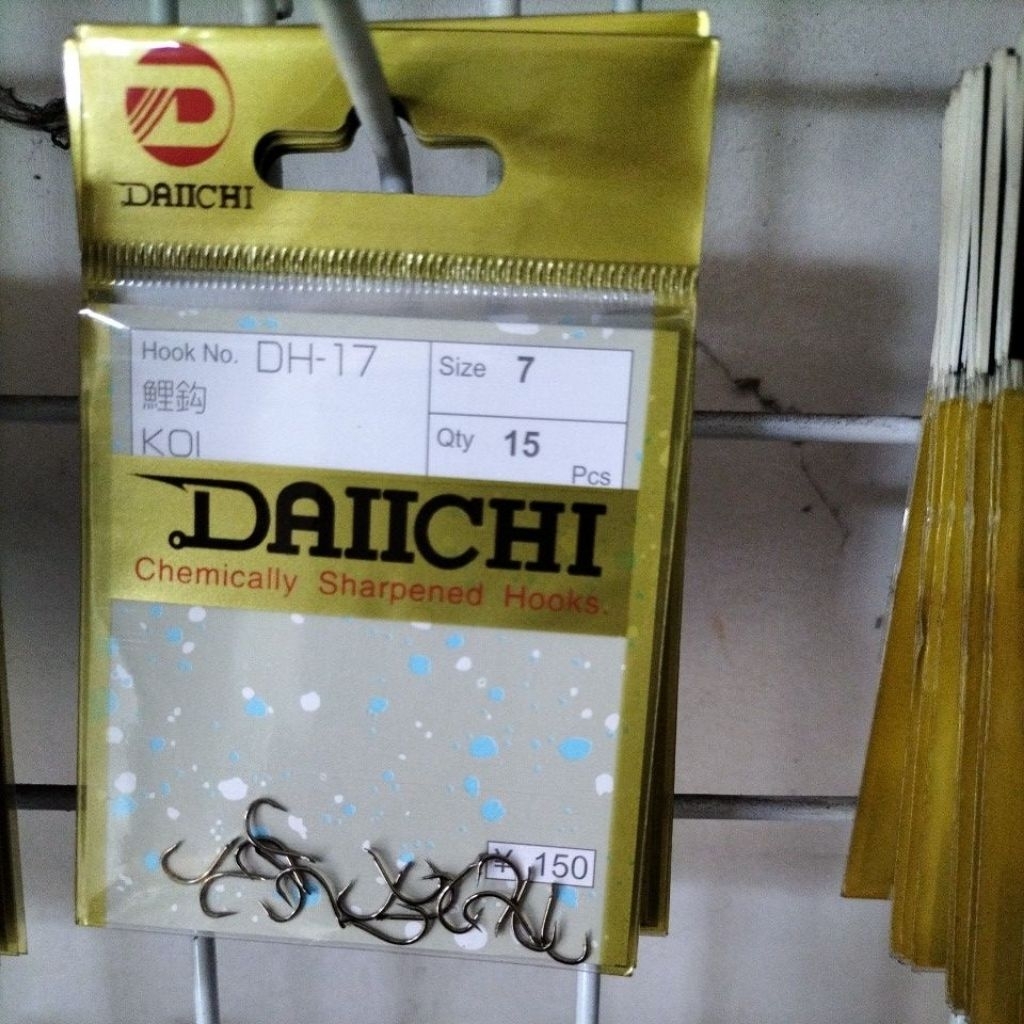 DAIICHI
Hook No. DH-17
鯉鈎
KOI
Size 7
Qty 15
Pcs
DAIICHI
Chemically Sharpened Hooks.
¥ 150